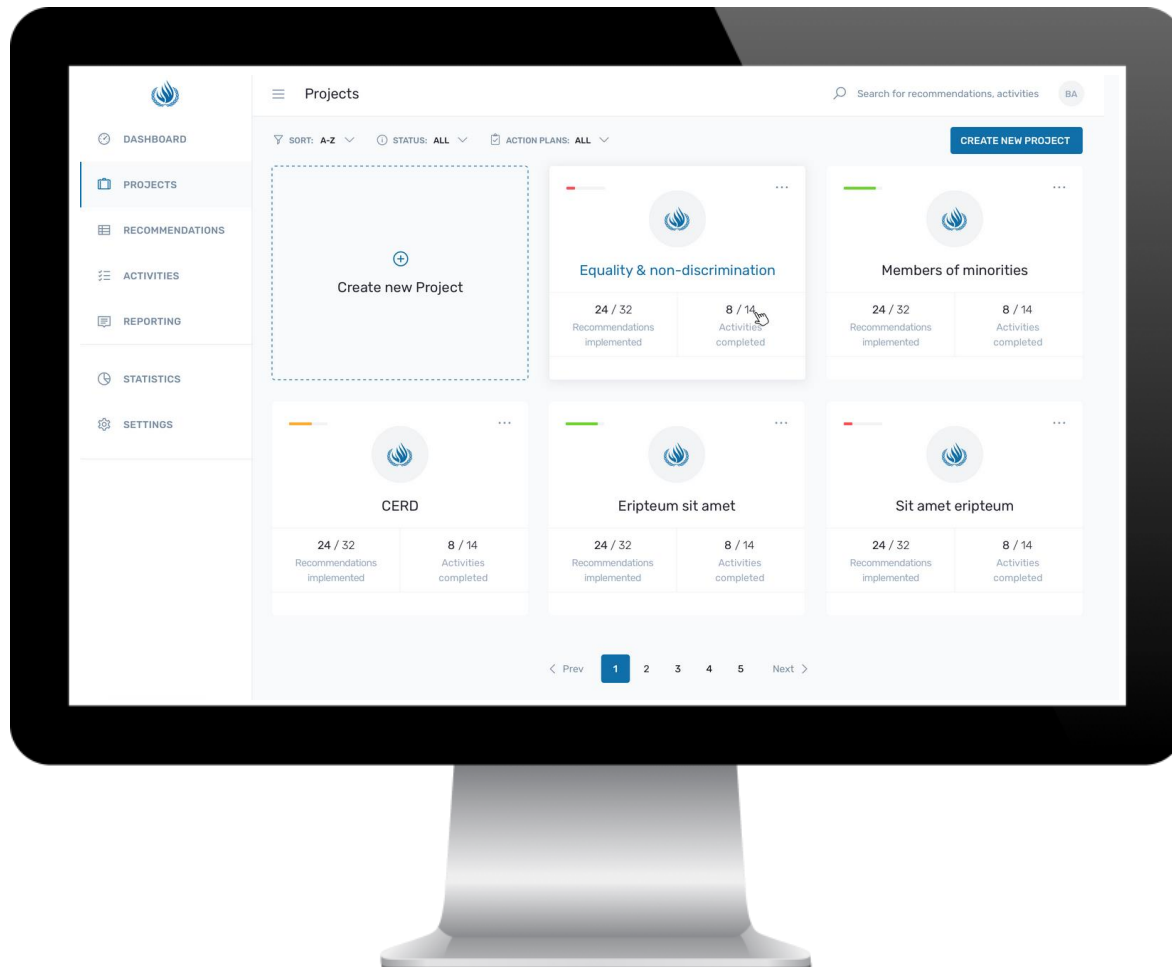 Projects
Search for recommendations, activities
BA
DASHBOARD
PROJECTS
RECOMMENDATIONS
ACTIVITIES
REPORTING
STATISTICS
SETTINGS
SORT: A-Z
STATUS: ALL
ACTION PLANS: ALL
CREATE NEW PROJECT
Create new Project
Equality & non-discrimination
24 / 32
Recommendations
implemented
8 / 14
Activities
completed
Members of minorities
24 / 32
Recommendations
implemented
8 / 14
Activities
completed
CERD
24 / 32
Recommendations
implemented
8 / 14
Activities
completed
Eripteum sit amet
24 / 32
Recommendations
implemented
8 / 14
Activities
completed
Sit amet eripteum
24 / 32
Recommendations
implemented
8 / 14
Activities
completed
< Prev 1 2 3 4 5 Next >